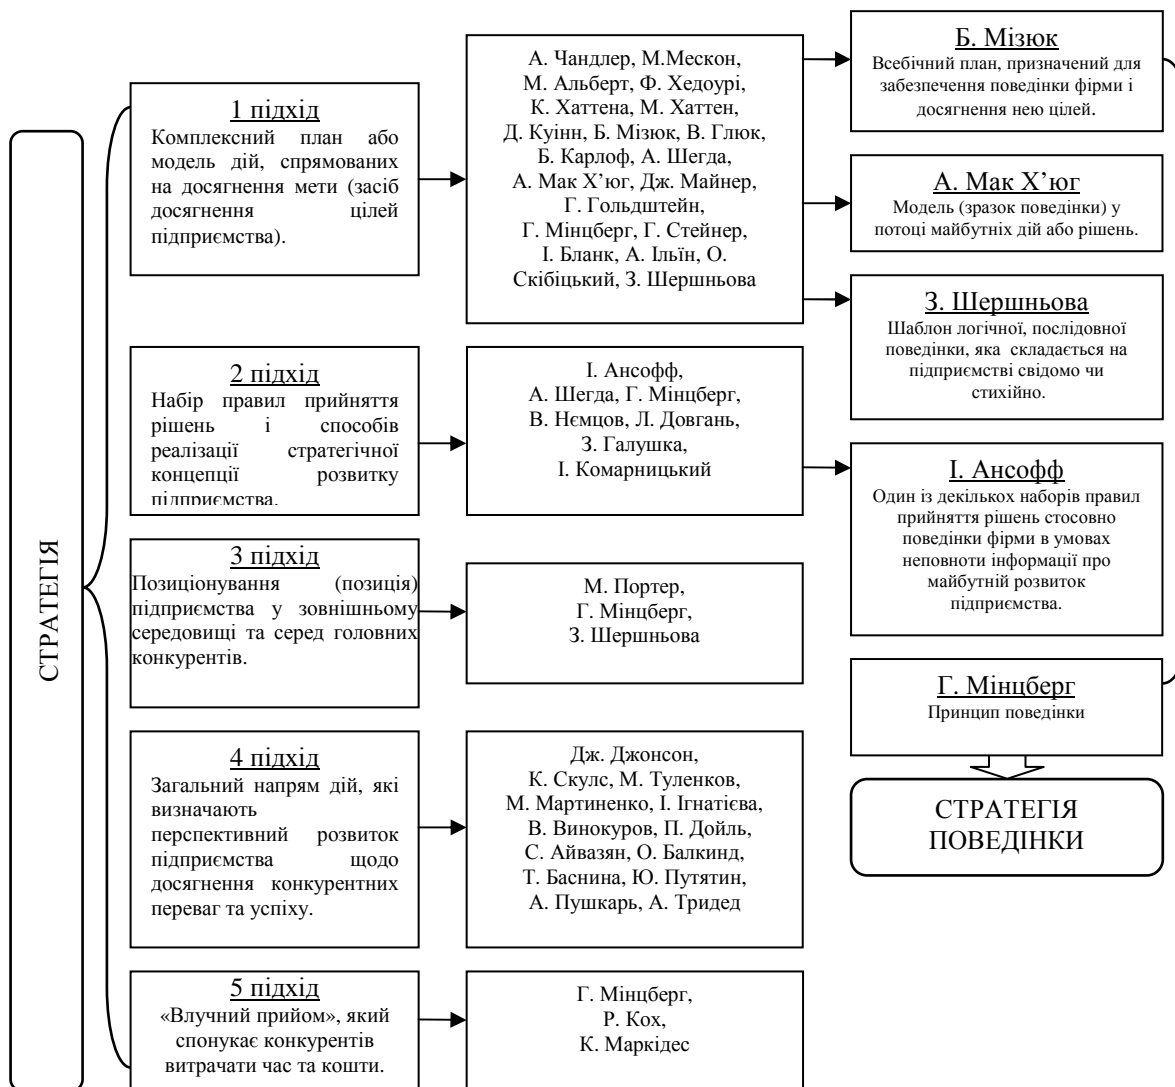 СТРАТЕГІЯ
1 підхід
Комплексний план або
модель дій, спрямованих
на досягнення мети (засіб
досягнення цілей
підприємства).
А. Чандлер, М.Мескон,
М. Альберт, Ф. Хедоурі,
К. Хаттена, М. Хаттен,
Д. Куінн, Б. Мізюк, В. Глюк,
Б. Карлоф, А. Шегда,
А. Мак Х’юг, Дж. Майнер,
Г. Гольдштейн,
Г. Мінцберг, Г. Стейнер,
І. Бланк, А. Ільїн, О.
Скібіцький, З. Шершньова
Б. Мізюк
Всебічний план, призначений для
забезпечення поведінки фірми і
досягнення нею цілей.
А. Мак Х’юг
Модель (зразок поведінки) у
потоці майбутніх дій або рішень.
З. Шершньова
Шаблон логічної, послідовної
поведінки, яка складається на
підприємстві свідомо чи
стихійно.
2 підхід
Набір правил прийняття
рішень і способів
реалізації стратегічної
концепції розвитку
підприємства.
І. Ансофф,
А. Шегда, Г. Мінцберг,
В. Нємцов, Л. Довгань,
З. Галушка,
І. Комарницький
І. Ансофф
Один із декількох наборів правил
прийняття рішень стосовно
поведінки фірми в умовах
неповноти інформації про
майбутній розвиток
підприємства.
3 підхід
Позиціонування (позиція)
підприємства у зовнішньому
середовищі та серед головних
конкурентів.
М. Портер,
Г. Мінцберг,
З. Шершньова
Г. Мінцберг
Принцип поведінки
4 підхід
Загальний напрям дій, які
визначають
перспективний розвиток
підприємства щодо
досягнення конкурентних
переваг та успіху.
Дж. Джонсон,
К. Скулс, М. Туленков,
М. Мартиненко, І. Ігнатієва,
В. Винокуров, П. Дойль,
С. Айвазян, О. Балкинд,
Т. Баснина, Ю. Путятин,
А. Пушкарь, А. Тридед
СТРАТЕГІЯ
ПОВЕДІНКИ
5 підхід
«Влучний прийом», який
спонукає конкурентів
витрачати час та кошти.
Г. Мінцберг,
Р. Кох,
К. Маркідес